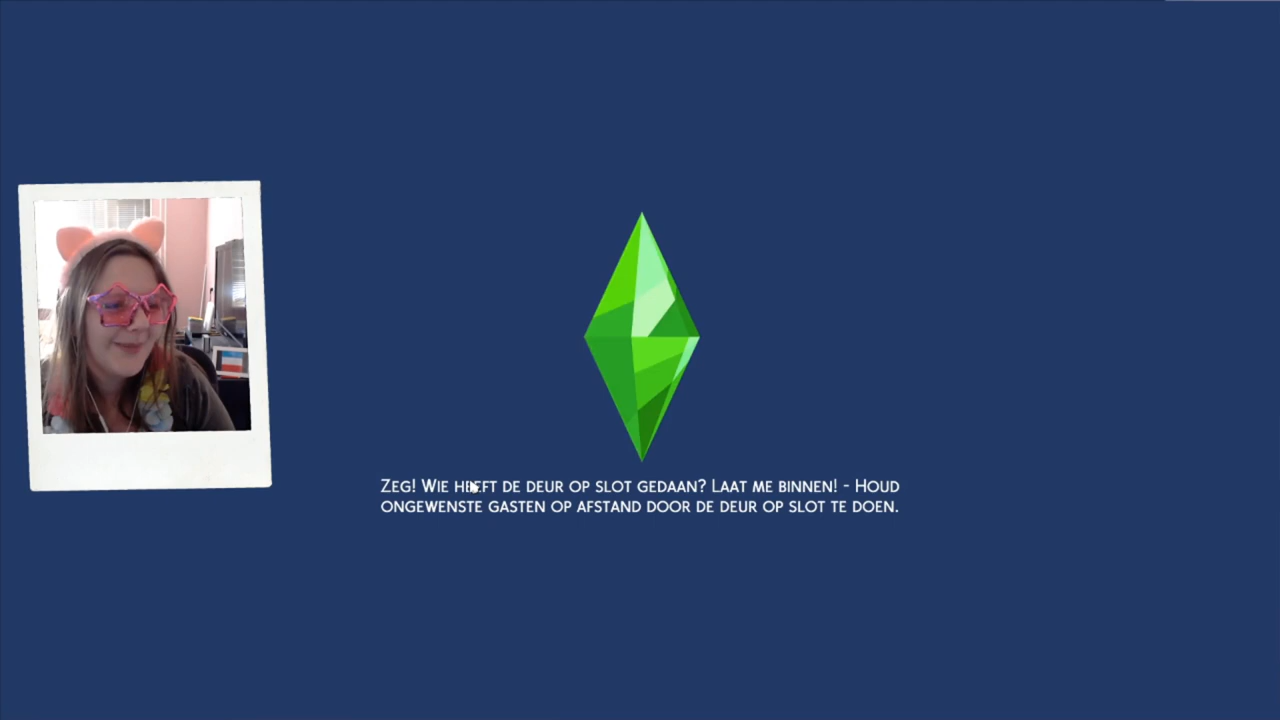 Zeg! Wie heeft de deur op slot gedaan? Laat me binnen! - Houd
ongewenste gasten op afstand door de deur op slot te doen.